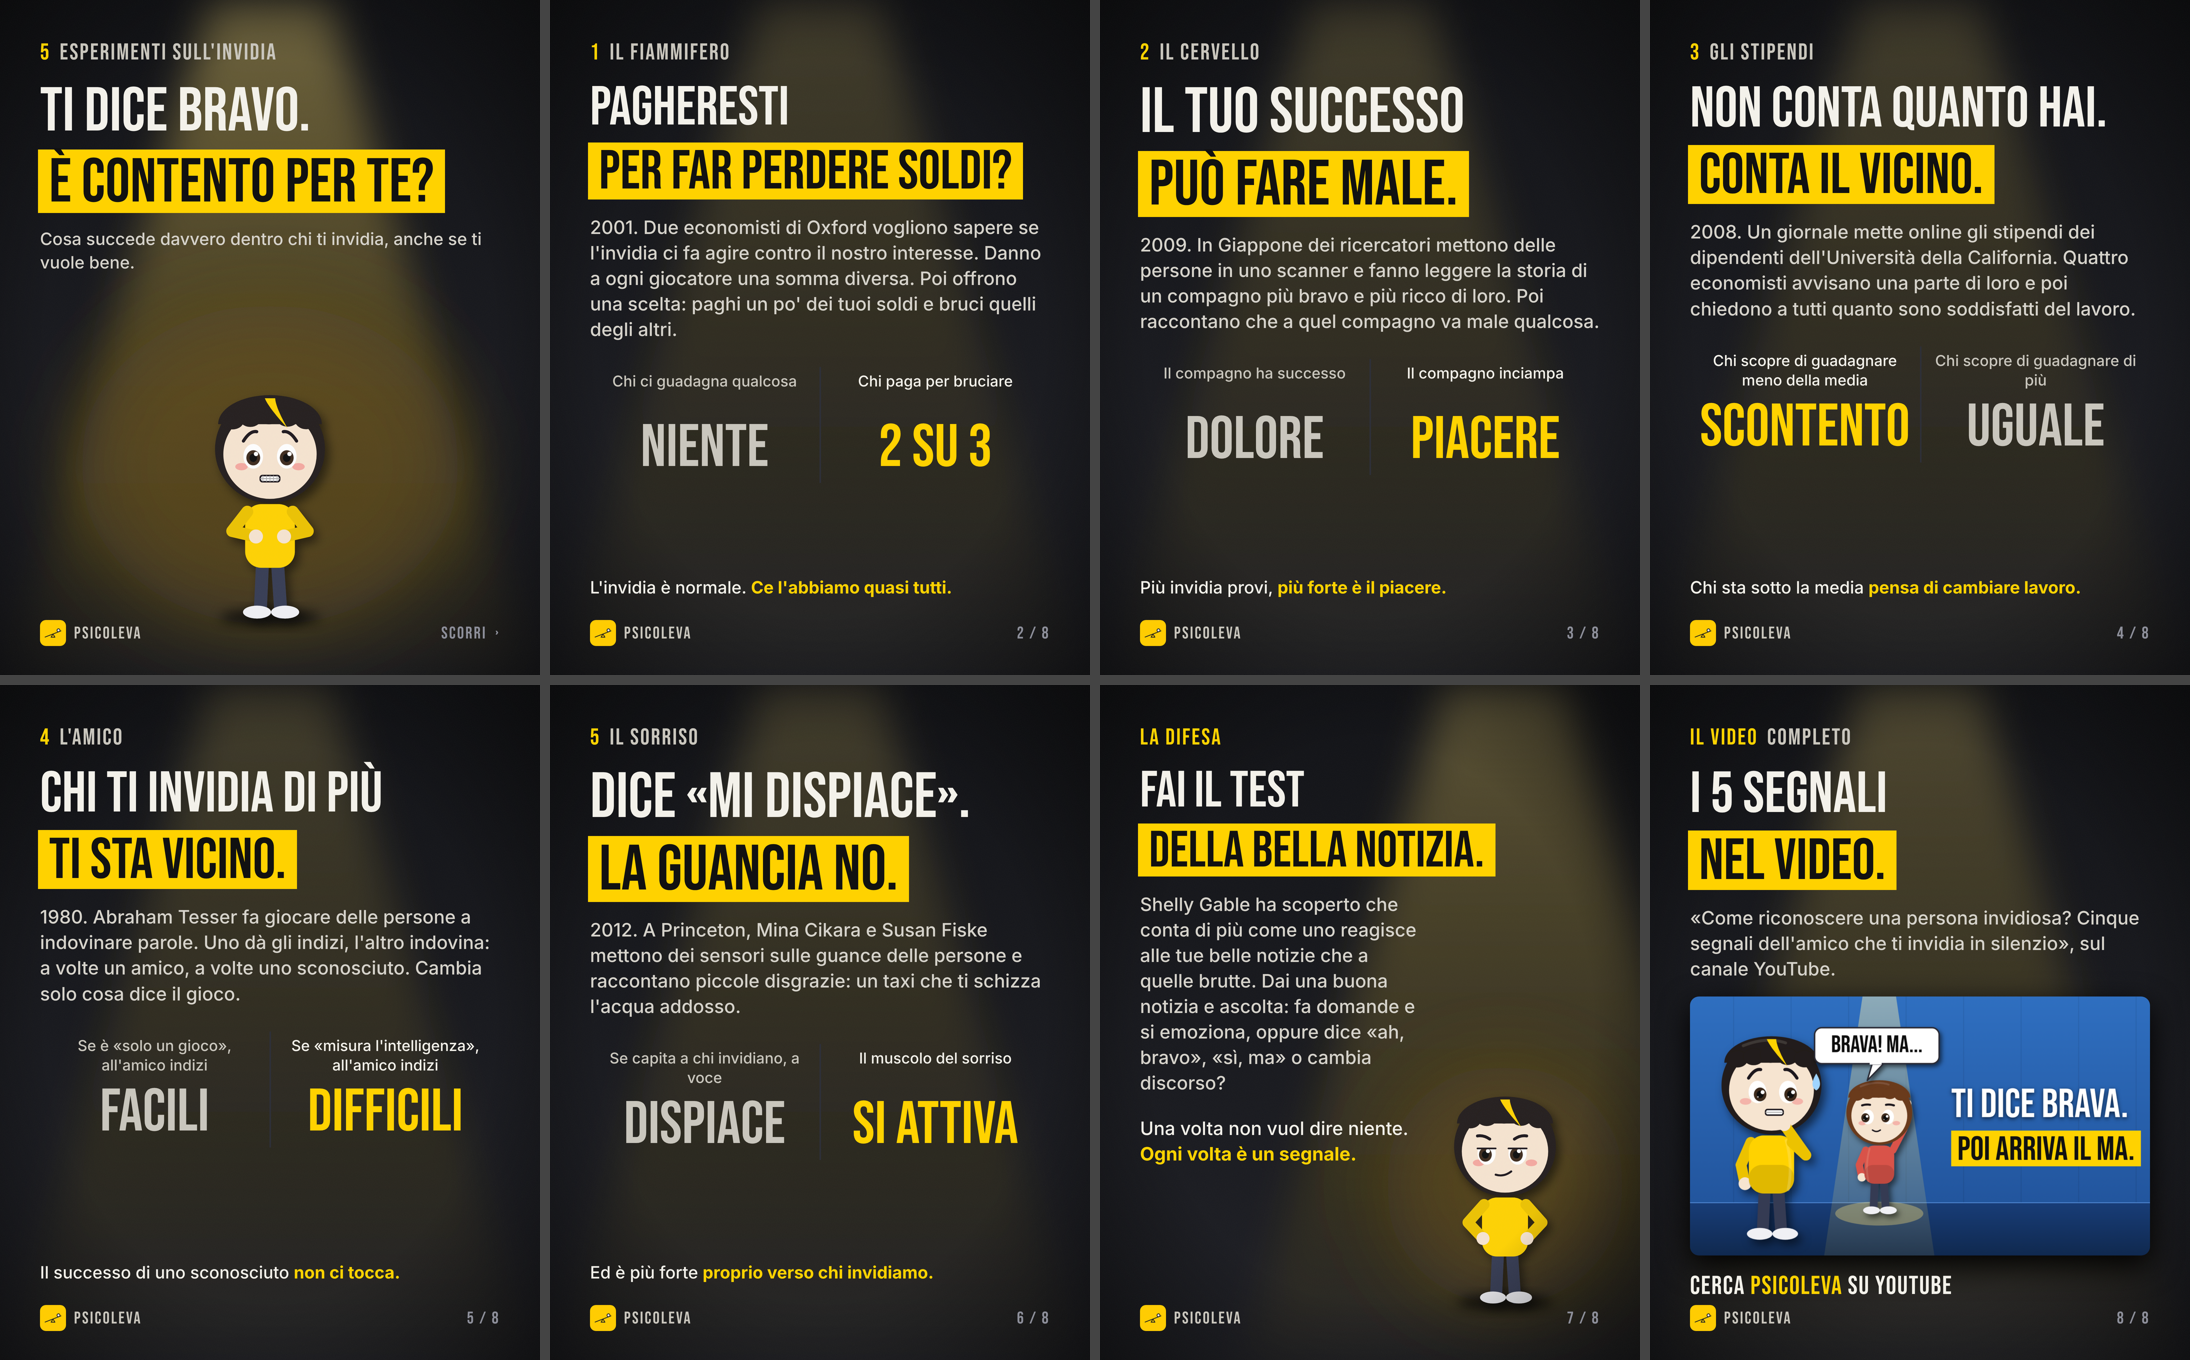 5 ESPERIMENTI SULL'INVIDIA
TI DICE BRAVO.
È CONTENTO PER TE?
Cosa succede davvero dentro chi ti invidia, anche se ti
vuole bene.
PSICOLEVA
SCORRI ›
1 IL FIAMMIFERO
PAGHERESTI
PER FAR PERDERE SOLDI?
2001. Due economisti di Oxford vogliono sapere se
l'invidia ci fa agire contro il nostro interesse. Danno
a ogni giocatore una somma diversa. Poi offrono
una scelta: paghi un po' dei tuoi soldi e bruci quelli
degli altri.
Chi ci guadagna qualcosa
NIENTE
Chi paga per bruciare
2 SU 3
L'invidia è normale. Ce l'abbiamo quasi tutti.
PSICOLEVA
2 / 8
2 IL CERVELLO
IL TUO SUCCESSO
PUÒ FARE MALE.
2009. In Giappone dei ricercatori mettono delle
persone in uno scanner e fanno leggere la storia di
un compagno più bravo e più ricco di loro. Poi
raccontano che a quel compagno va male qualcosa.
Il compagno ha successo
DOLORE
Il compagno inciampa
PIACERE
Più invidia provi, più forte è il piacere.
PSICOLEVA
3 / 8
3 GLI STIPENDI
NON CONTA QUANTO HAI.
CONTA IL VICINO.
2008. Un giornale mette online gli stipendi dei
dipendenti dell'Università della California. Quattro
economisti avvisano una parte di loro e poi
chiedono a tutti quanto sono soddisfatti del lavoro.
Chi scopre di guadagnare
meno della media
SCONTENTO
Chi scopre di guadagnare di
più
UGUALE
Chi sta sotto la media pensa di cambiare lavoro.
PSICOLEVA
4 / 8
4 L'AMICO
CHI TI INVIDIA DI PIÙ
TI STA VICINO.
1980. Abraham Tesser fa giocare delle persone a
indovinare parole. Uno dà gli indizi, l'altro indovina:
a volte un amico, a volte uno sconosciuto. Cambia
solo cosa dice il gioco.
Se è «solo un gioco»,
all'amico indizi
FACILI
Se «misura l'intelligenza»,
all'amico indizi
DIFFICILI
Il successo di uno sconosciuto non ci tocca.
PSICOLEVA
5 / 8
5 IL SORRISO
DICE «MI DISPIACE».
LA GUANCIA NO.
2012. A Princeton, Mina Cikara e Susan Fiske
mettono dei sensori sulle guance delle persone e
raccontano piccole disgrazie: un taxi che ti schizza
l'acqua addosso.
Se capita a chi invidiano, a
voce
DISPIACE
Il muscolo del sorriso
SI ATTIVA
Ed è più forte proprio verso chi invidiamo.
PSICOLEVA
6 / 8
LA DIFESA
FAI IL TEST
DELLA BELLA NOTIZIA.
Shelly Gable ha scoperto che
conta di più come uno reagisce
alle tue belle notizie che a
quelle brutte. Dai una buona
notizia e ascolta: fa domande e
si emoziona, oppure dice «ah,
bravo», «sì, ma» o cambia
discorso?
Una volta non vuol dire niente.
Ogni volta è un segnale.
PSICOLEVA
7 / 8
IL VIDEO COMPLETO
I 5 SEGNALI
NEL VIDEO.
«Come riconoscere una persona invidiosa? Cinque
segnali dell'amico che ti invidia in silenzio», sul
canale YouTube.
BRAVA! MA...
TI DICE BRAVA.
POI ARRIVA IL MA.
CERCA PSICOLEVA SU YOUTUBE
PSICOLEVA
8 / 8